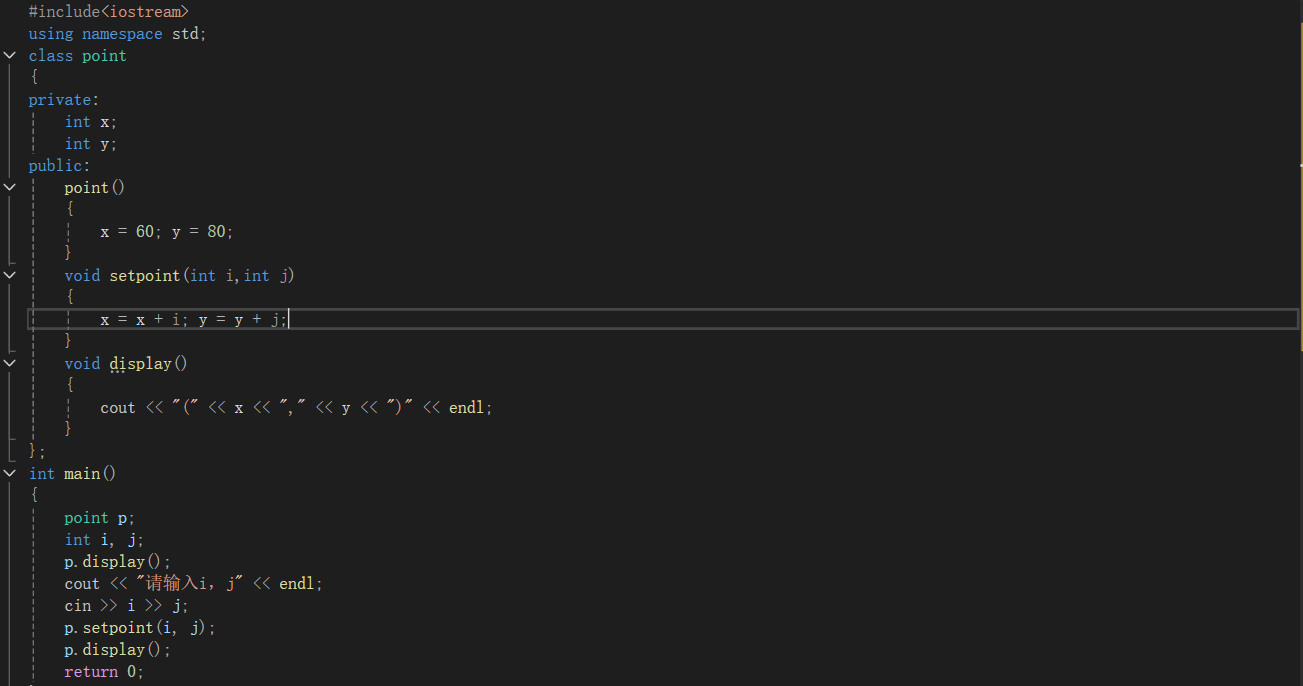 #include<iostream>
using namespace std;
class point
{
private:
    int x;
    int y;
public:
    point()
    {
        x = 60; y = 80;
    }
    void setpoint(int i,int j)
    {
        x = x + i; y = y + j;
    }
    void display()
    {
        cout << "(" << x << "," << y << ")" << endl;
    }
};
int main()
{
    point p;
    int i, j;
    p.display();
    cout << "请输入i，j" << endl;
    cin >> i >> j;
    p.setpoint(i, j);
    p.display();
    return 0;